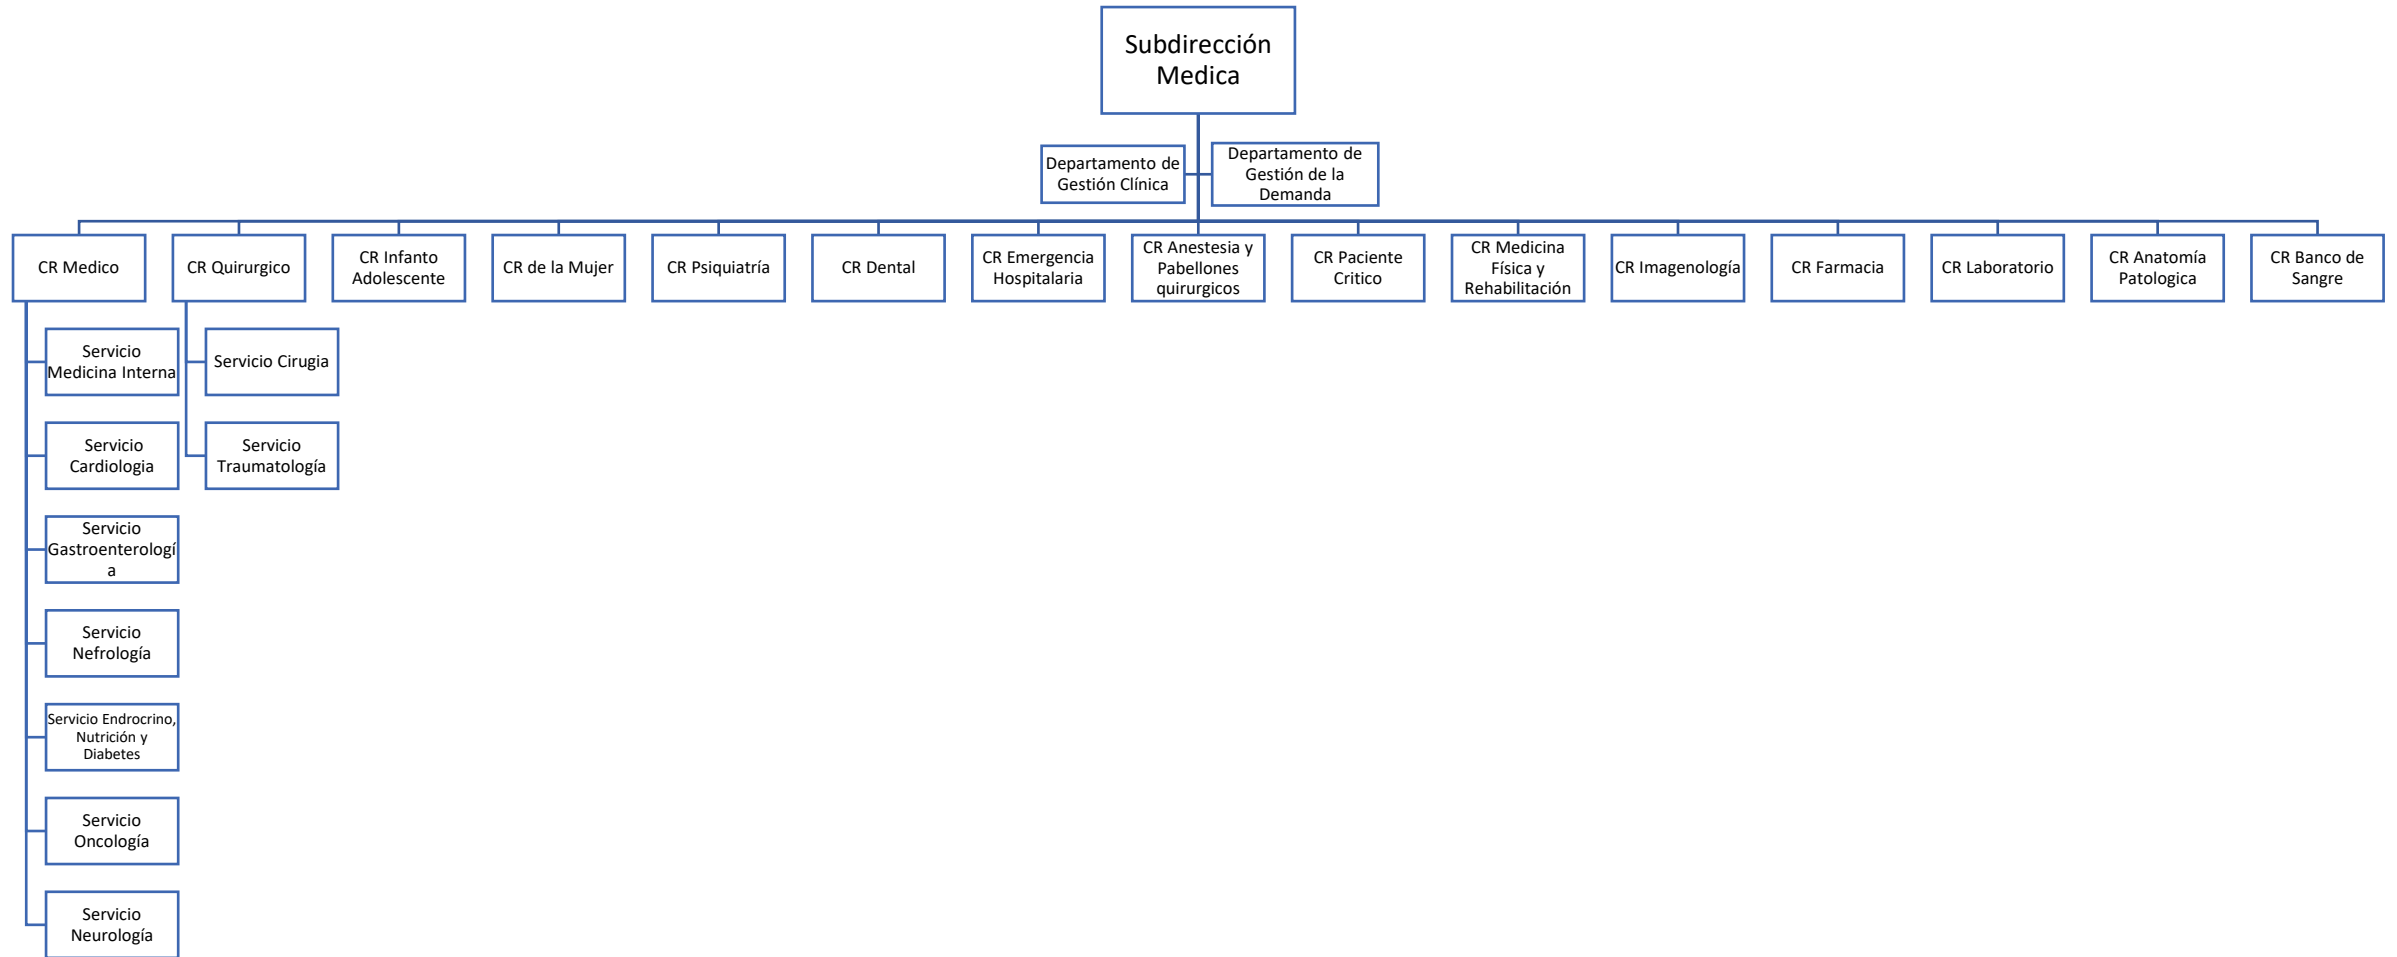 Subdirección
Medica
Departamento de
Gestión Clínica
Departamento de
Gestión de la
Demanda
CR Medico
CR Quirurgico
CR Infanto
Adolescente
CR de la Mujer
CR Psiquiatría
CR Dental
CR Emergencia
Hospitalaria
CR Anestesia y
Pabellones
quirurgicos
CR Paciente
Critico
CR Medicina
Física y
Rehabilitación
CR Imagenología
CR Farmacia
CR Laboratorio
CR Anatomía
Patologica
CR Banco de
Sangre
Servicio
Medicina Interna
Servicio
Cardiologia
Servicio
Gastroenterologí
a
Servicio
Nefrología
Servicio Endrocrino,
Nutrición y
Diabetes
Servicio
Oncología
Servicio
Neurología
Servicio Cirugia
Servicio
Traumatología